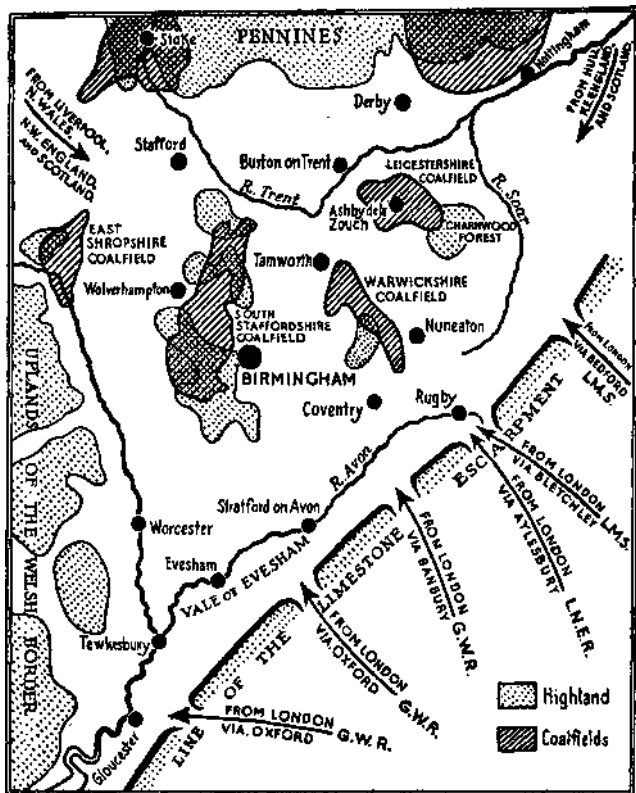 Stoke
PENNINES
Nottingham
Derby
FROM HULL,
N.E. ENGLAND,
AND SCOTLAND
FROM LIVERPOOL,
N. WALES,
N.W. ENGLAND,
AND SCOTLAND.
Stafford
Burton on Trent
R. Trent
LEICESTERSHIRE
COALFIELD
R. Soar
Ashby de la
Zouch
CHARNWOOD
FOREST
EAST
SHROPSHIRE
COALFIELD
Tamworth
Wolverhampton
WARWICKSHIRE
COALFIELD
SOUTH
STAFFORDSHIRE
COALFIELD
Nuneaton
BIRMINGHAM
FROM LONDON
VIA BEDFORD
L.M.S.
UPLANDS OF THE WELSH BORDER
Coventry
Rugby
R. Avon
FROM LONDON
VIA BLETCHLEY
L.M.S.
Stratford on Avon
Worcester
FROM LONDON
VIA AYLESBURY
L.N.E.R.
Evesham
VALE OF EVESHAM
FROM LONDON
VIA BANBURY
G.W.R.
Tewkesbury
LINE OF THE LIMESTONE ESCARPMENT
FROM LONDON
VIA OXFORD
G.W.R.
Highland
FROM LONDON
VIA OXFORD
G.W.R.
Coalfields
Gloucester